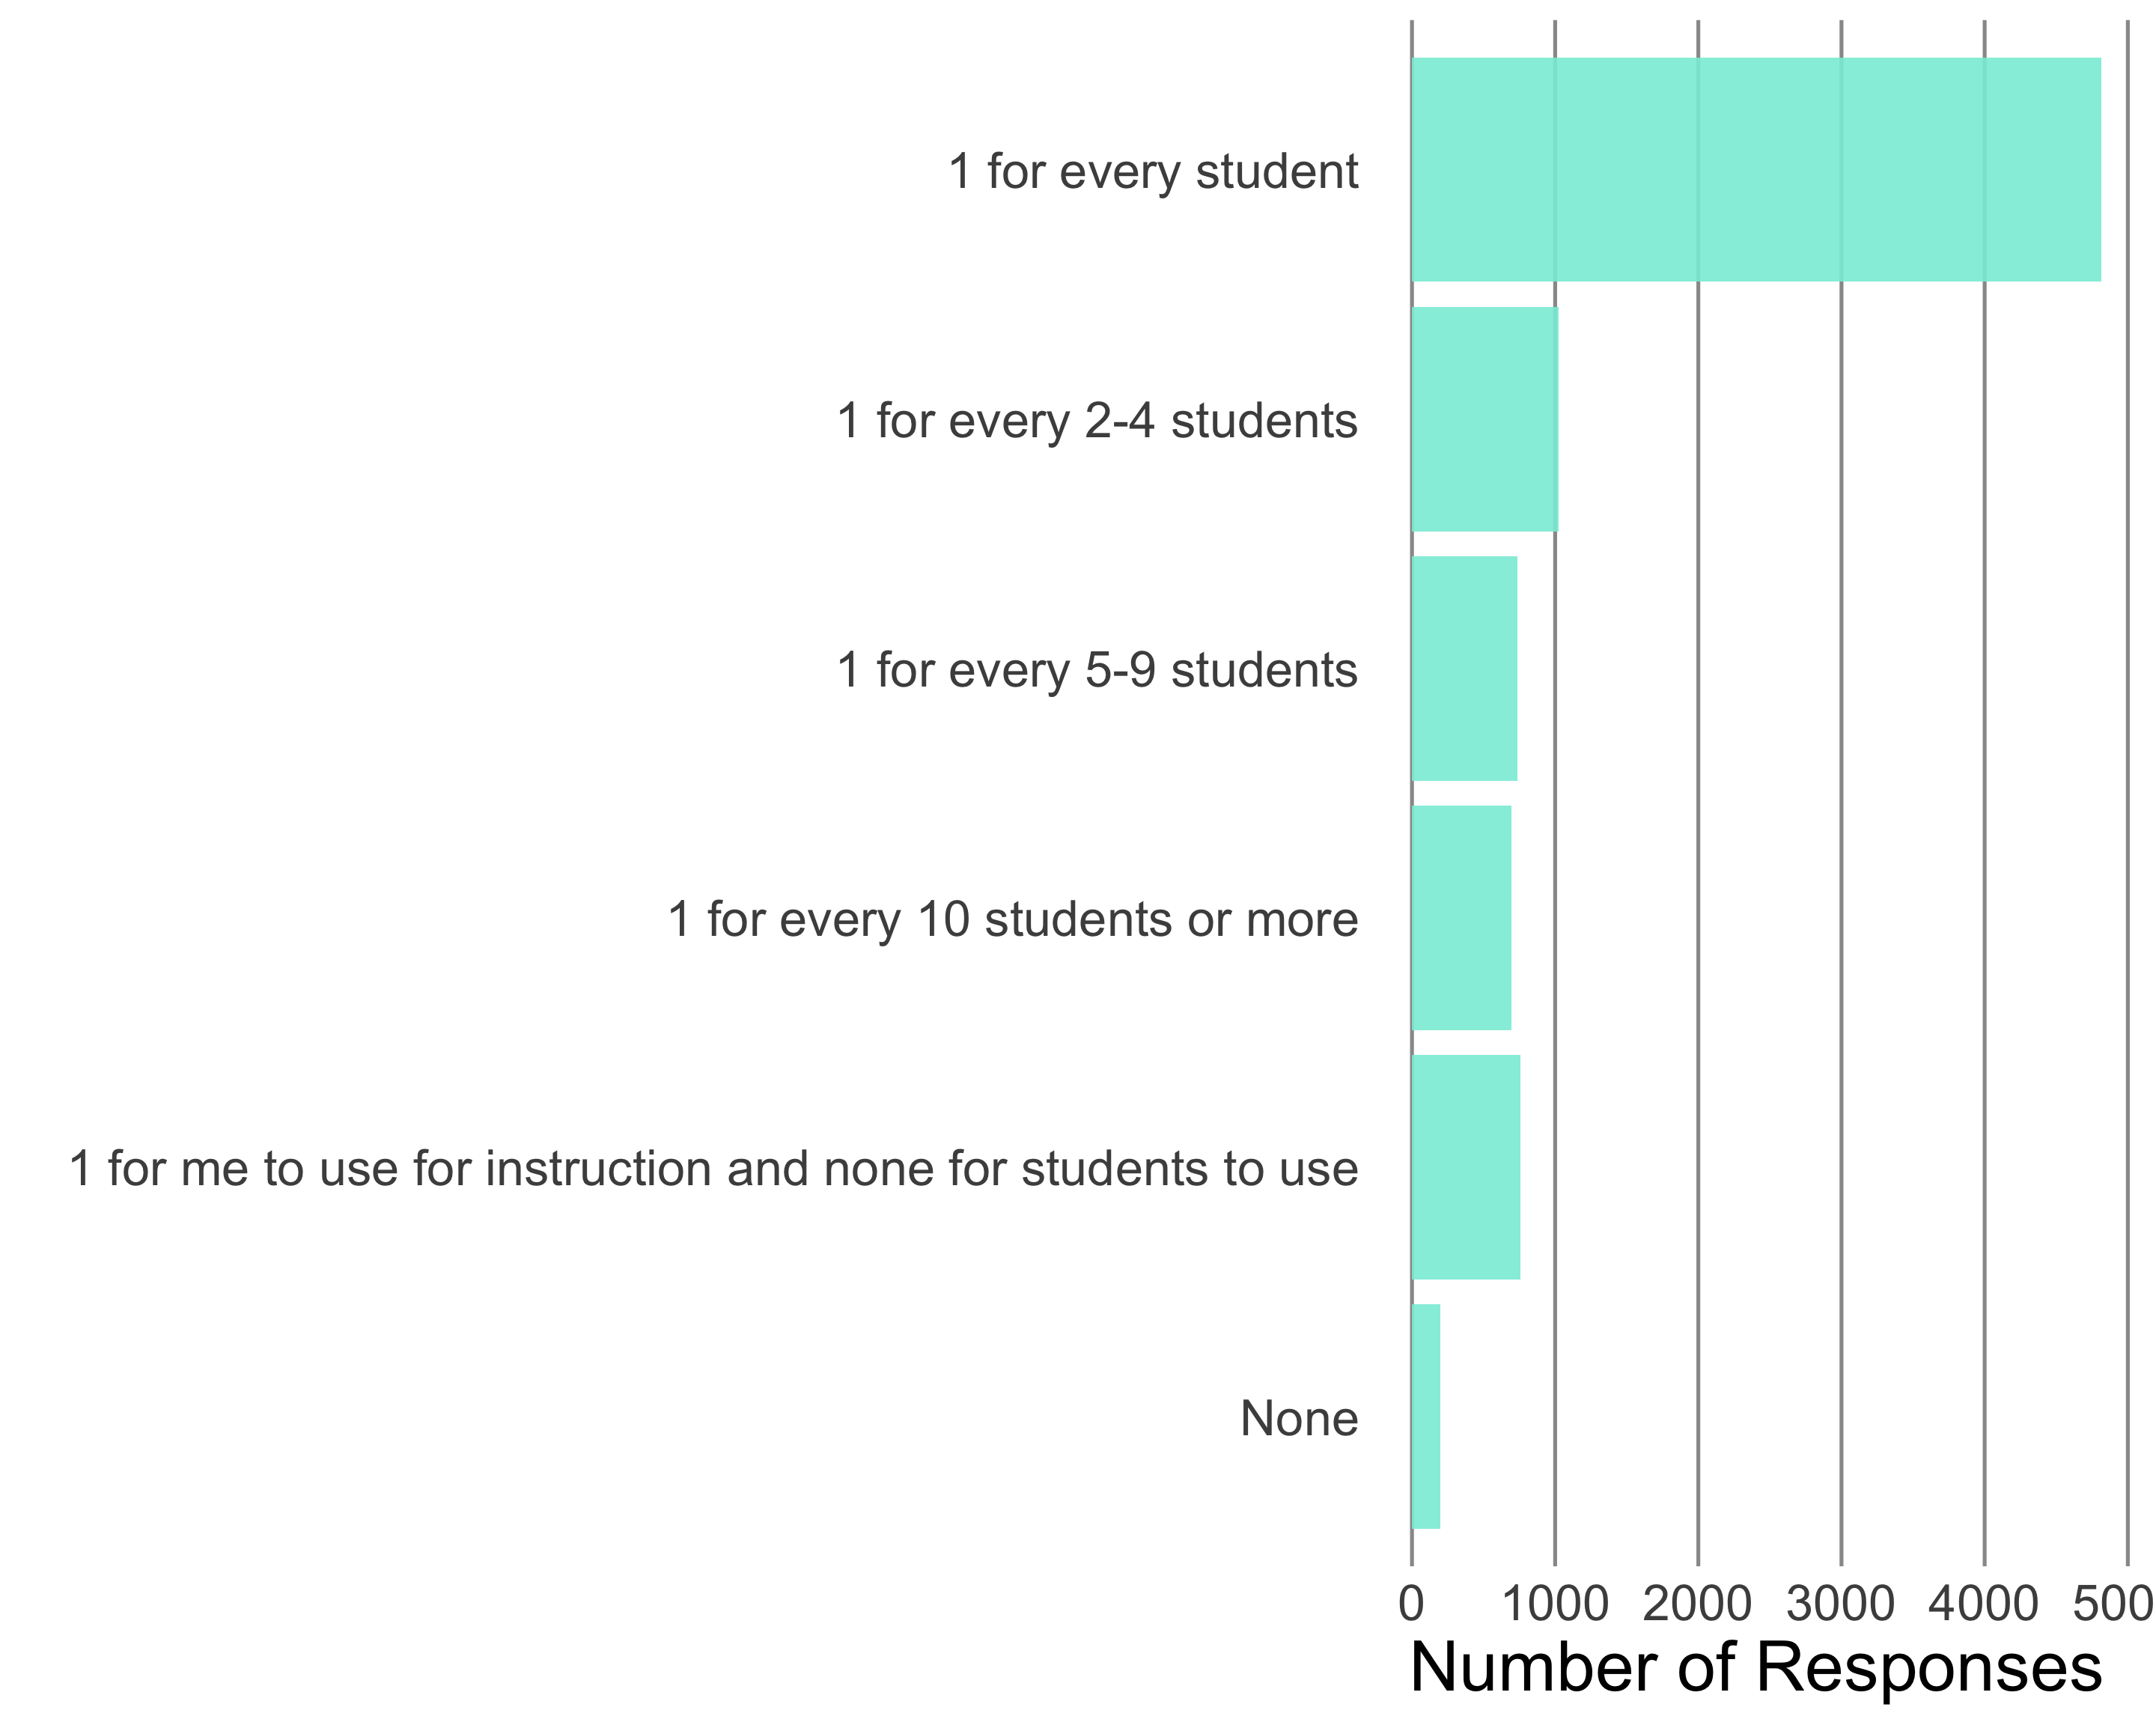 1 for every student
1 for every 2-4 students
1 for every 5-9 students
1 for every 10 students or more
1 for me to use for instruction and none for students to use
None
0 1000 2000 3000 4000 5000
Number of Responses